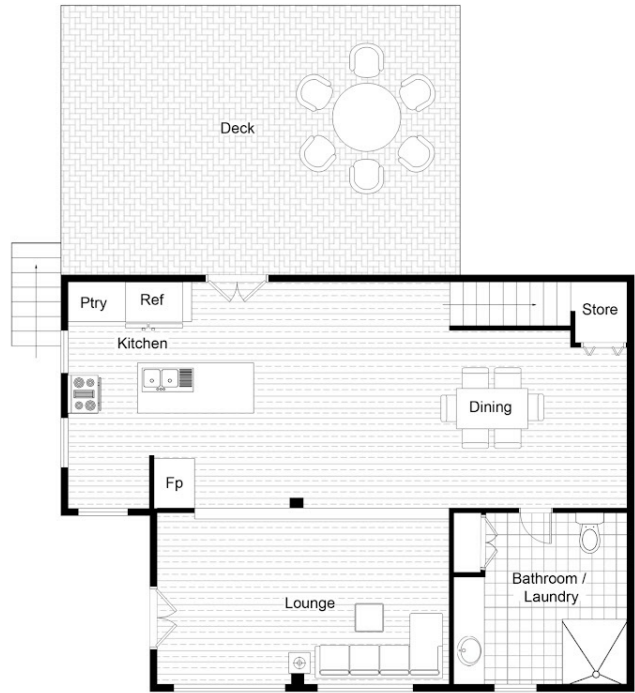 Deck
Ptry
Ref
Store
Kitchen
Dining
Fp
Bathroom /
Laundry
Lounge